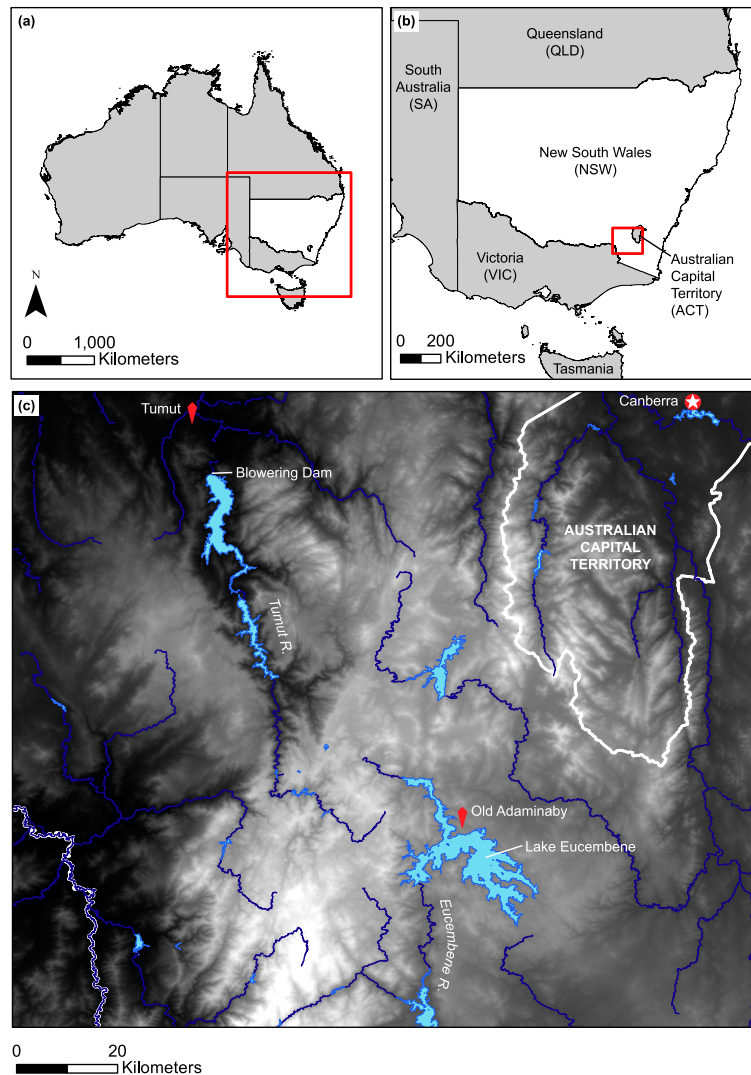 (a)
N
0 1,000
Kilometers
(b)
Queensland
(QLD)
South
Australia
(SA)
New South Wales
(NSW)
Victoria
(VIC)
Australian
Capital
Territory
(ACT)
0 200
Kilometers
Tasmania
(c)
Tumut
Canberra
Blowering Dam
AUSTRALIAN
CAPITAL
TERRITORY
Tumut R.
Old Adaminaby
Lake Eucembene
Eucembene R.
0 20
Kilometers